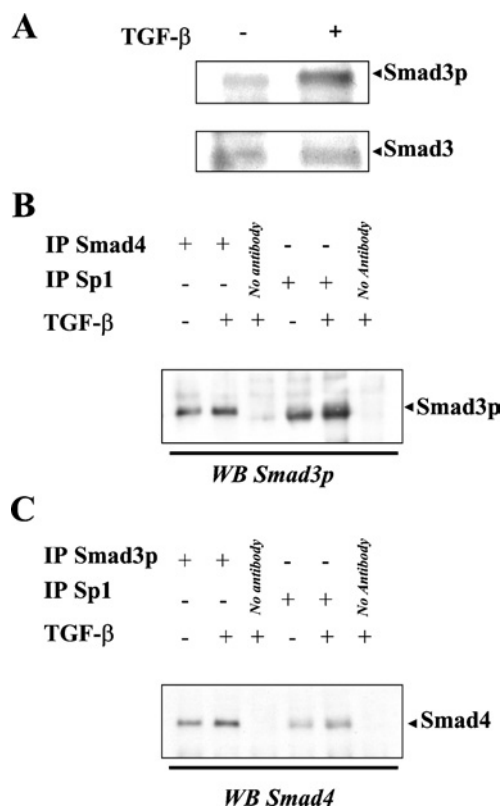 A
TGF-β - +
◄Smad3p
◄Smad3
B
IP Smad4 + + No antibody - - No Antibody
IP Sp1 - - + +
TGF-β - + + - + +
◄Smad3p
WB Smad3p
C
IP Smad3p + + No antibody - - No Antibody
IP Sp1 - - + +
TGF-β - + + - + +
◄Smad4
WB Smad4